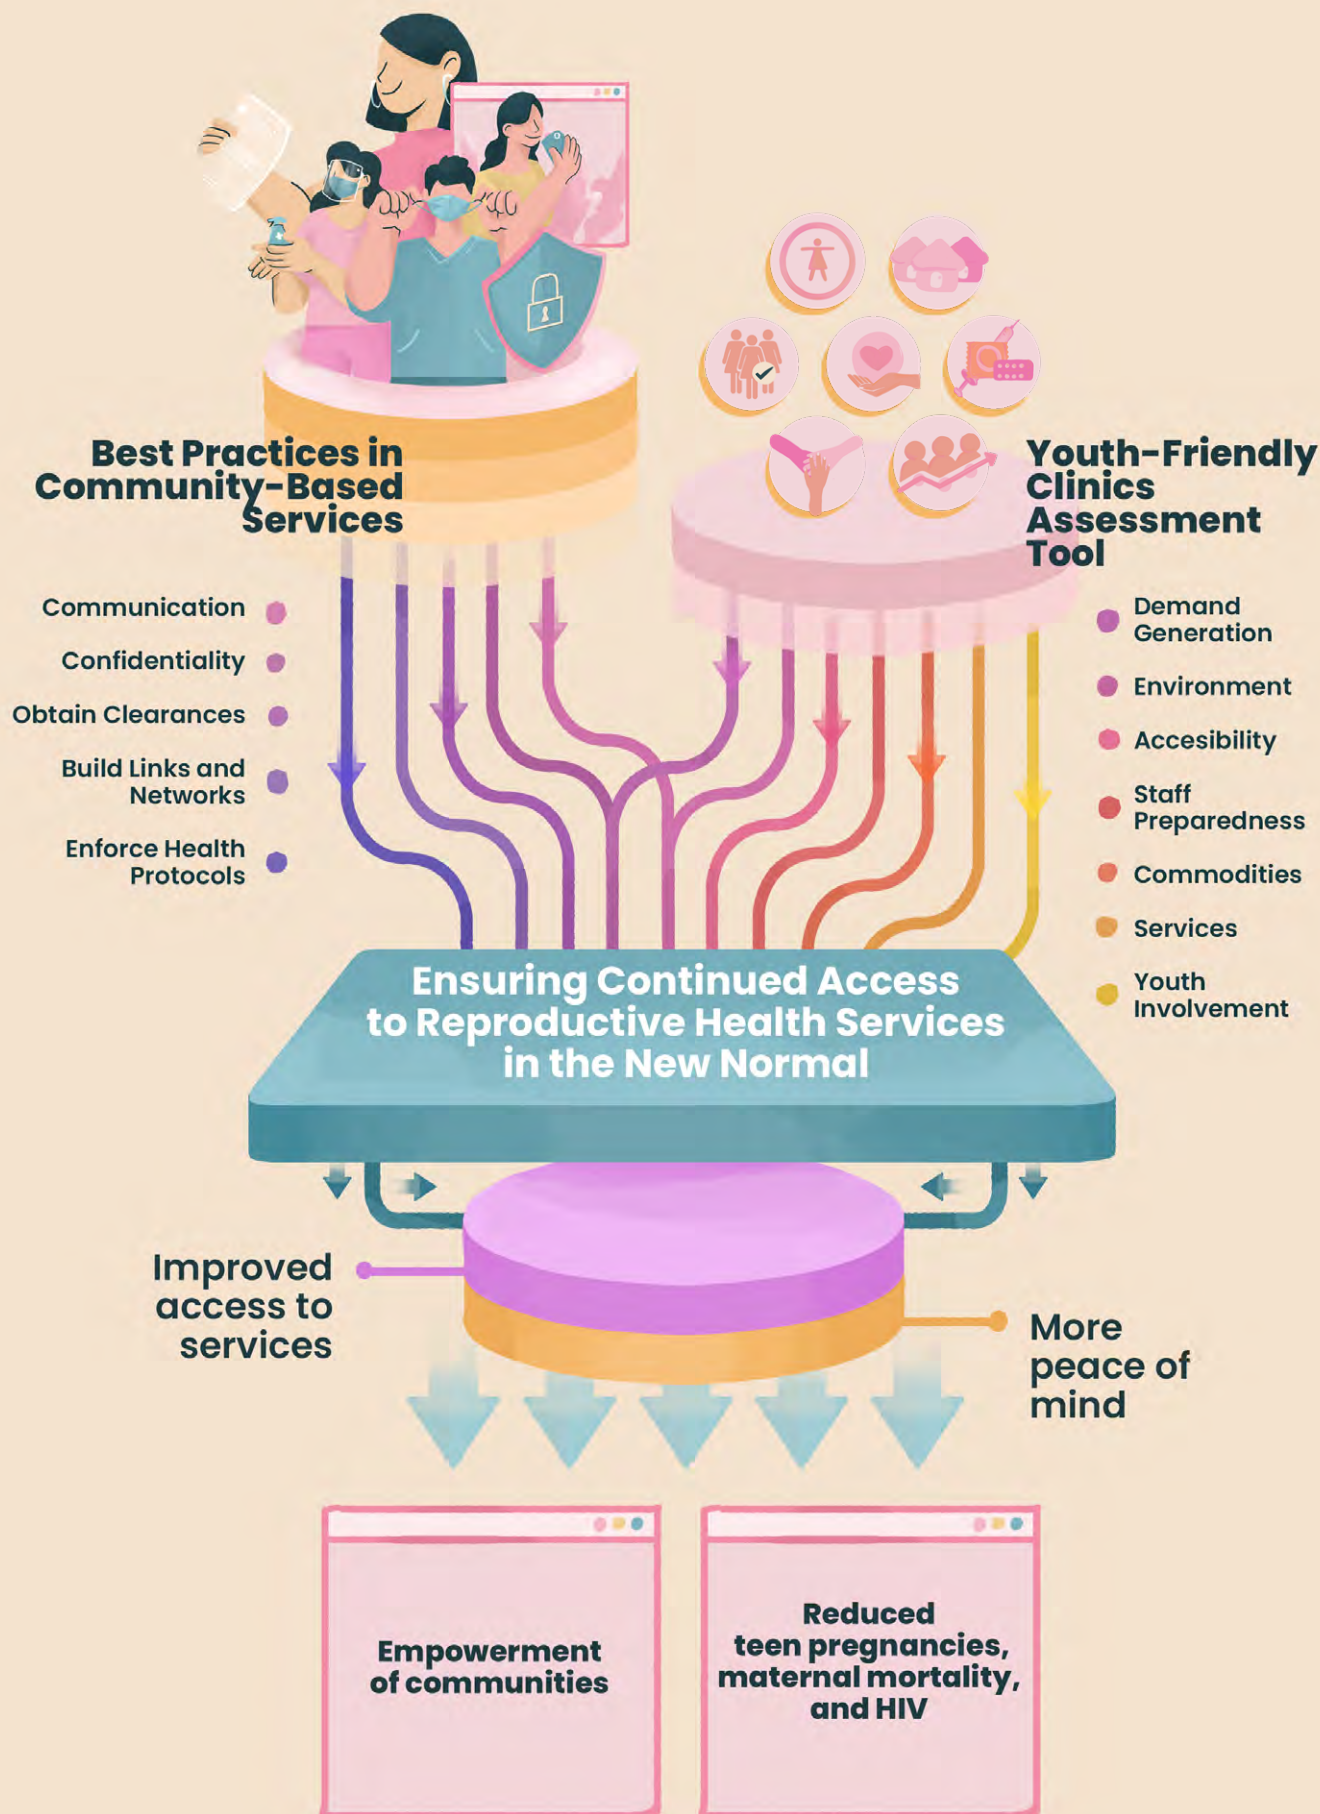 Best Practices in
Community-Based
Services
Communication
Confidentiality
Obtain Clearances
Build Links and
Networks
Enforce Health
Protocols
Youth-Friendly
Clinics
Assessment
Tool
Demand
Generation
Environment
Accesibility
Staff
Preparedness
Commodities
Services
Youth
Involvement
Ensuring Continued Access
to Reproductive Health Services
in the New Normal
Improved
access to
services
More
peace of
mind
Empowerment
of communities
Reduced
teen pregnancies,
maternal mortality,
and HIV